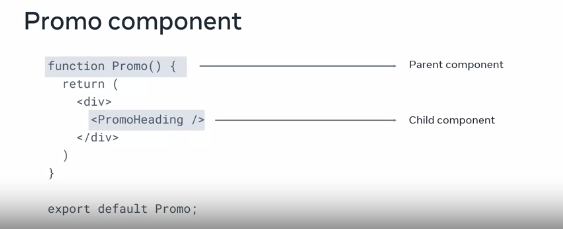 Promo component
function Promo() {
Parent component
return (
<div>
<PromoHeading />
Child component
</div>
)
}
export default Promo;